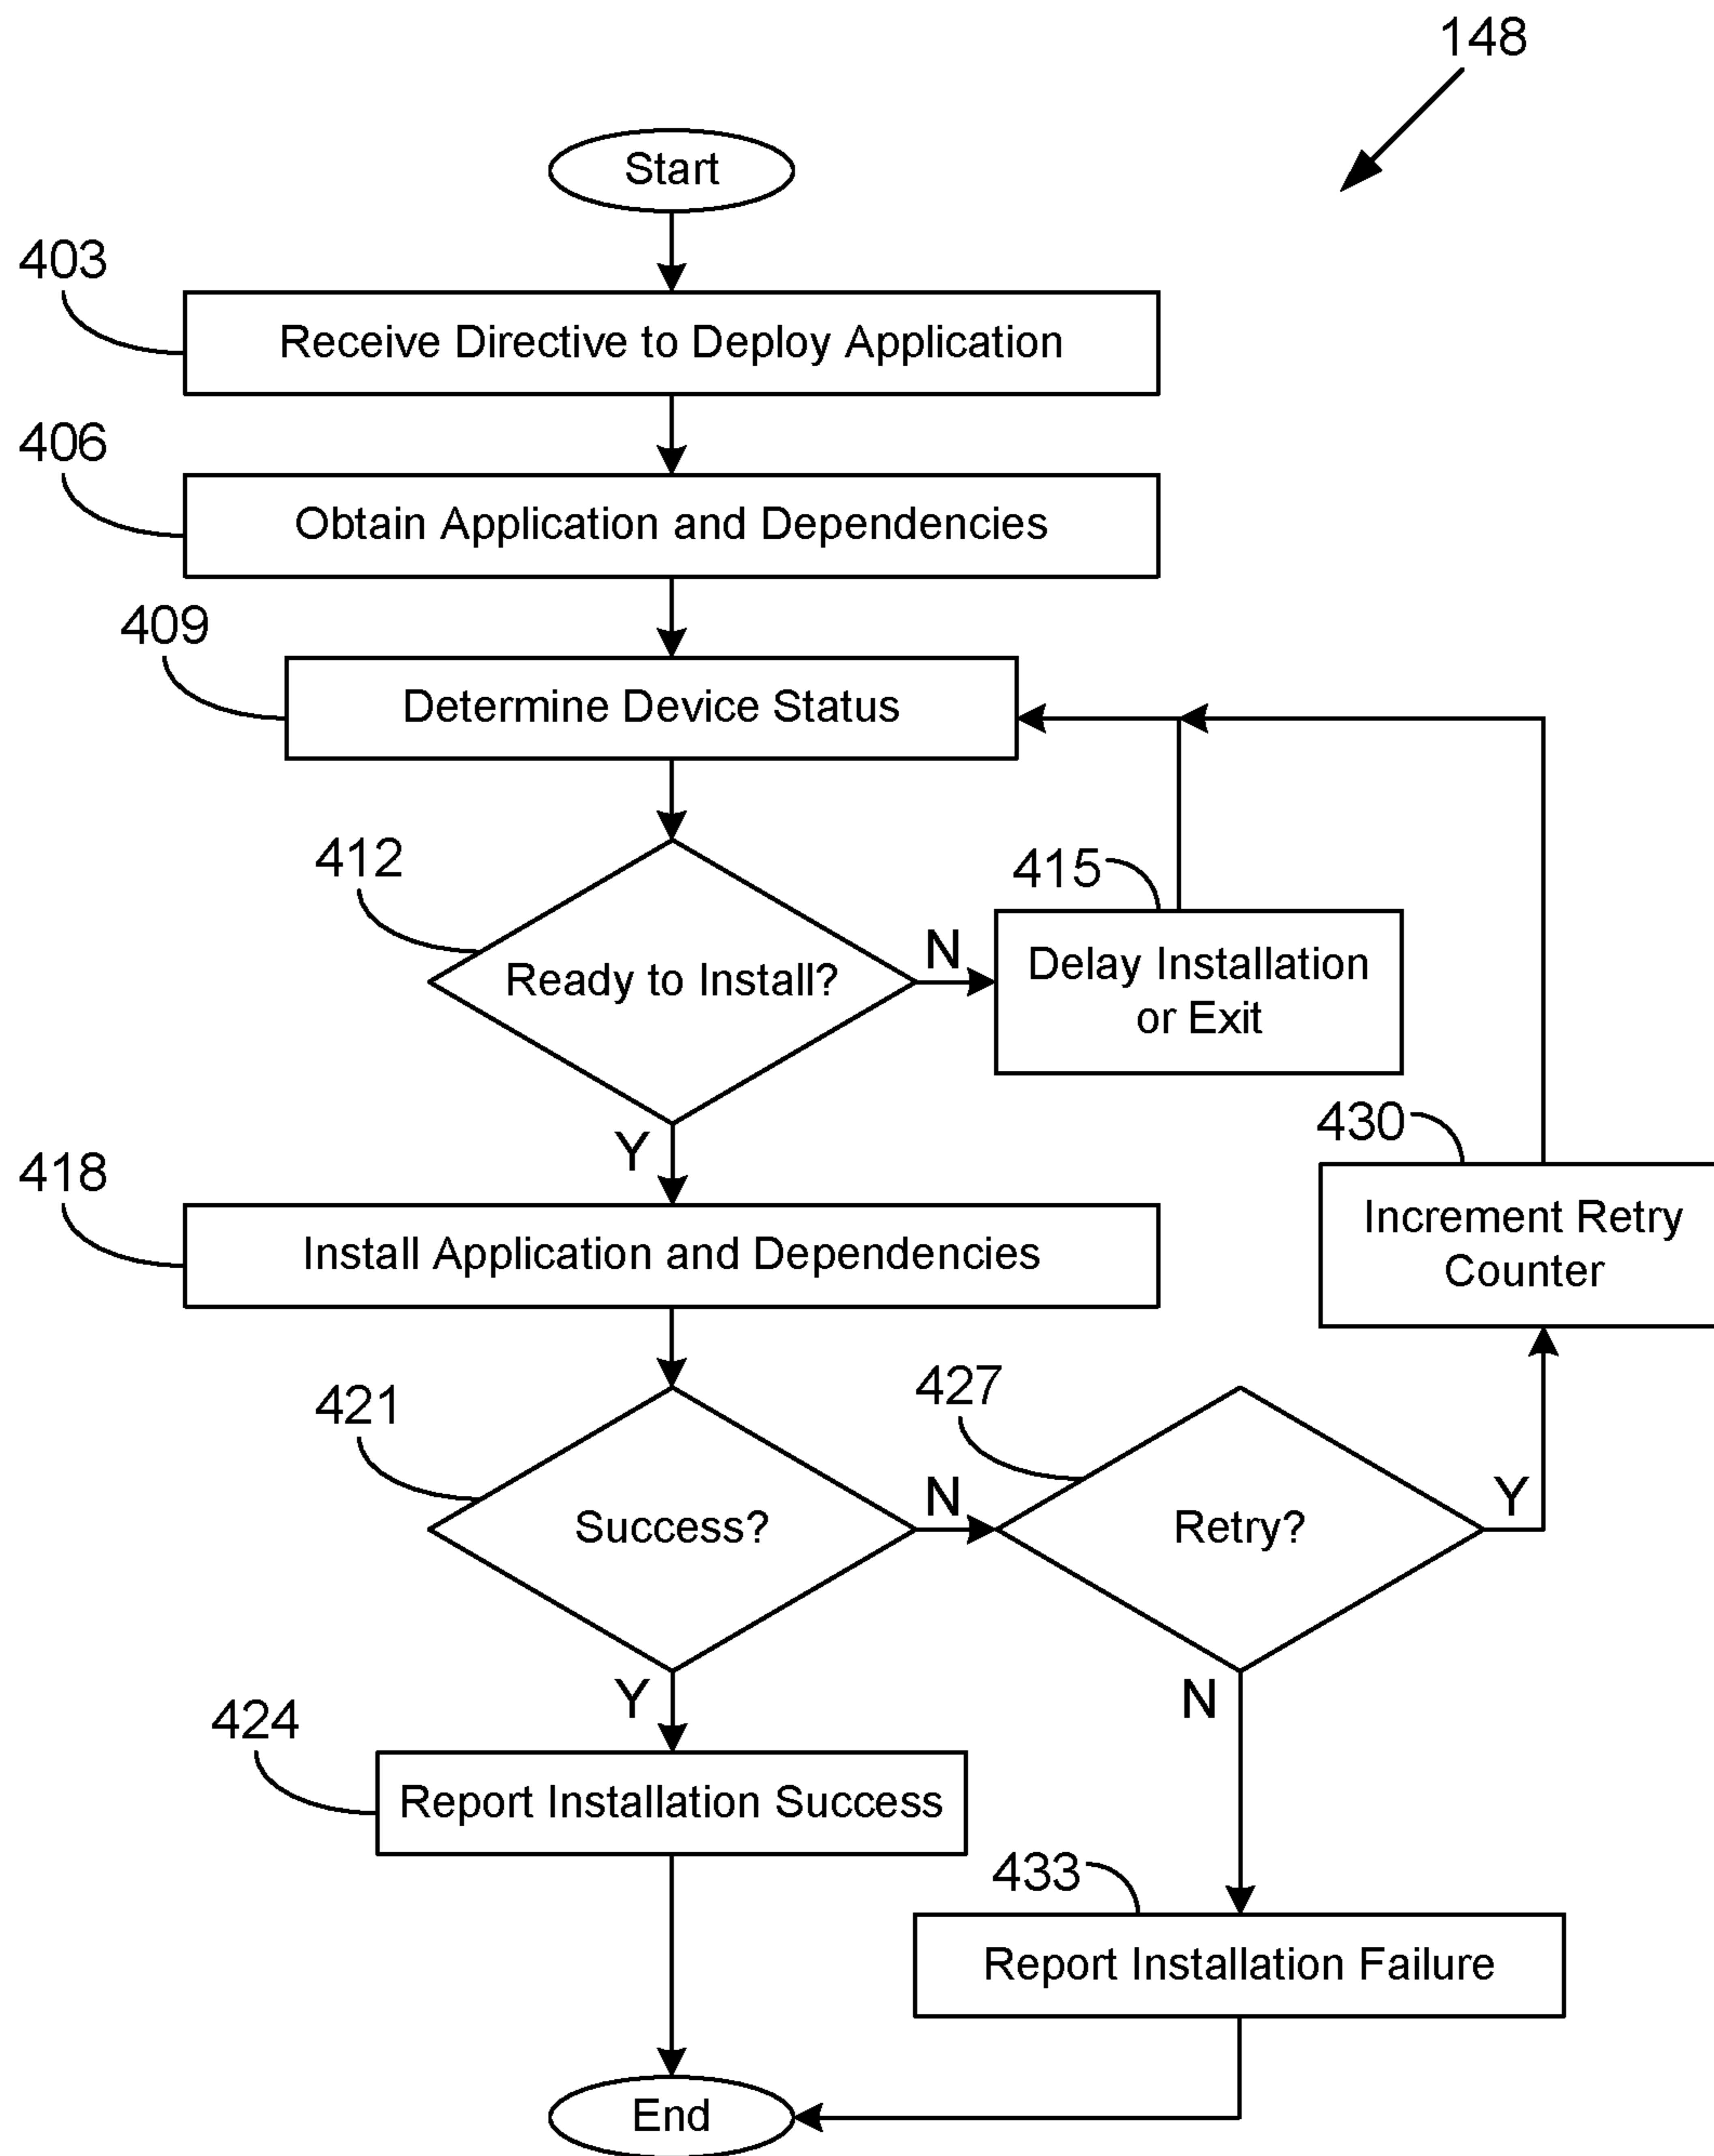 148
Start
403
Receive Directive to Deploy Application
406
Obtain Application and Dependencies
409
Determine Device Status
412
Ready to Install?
N
415
Delay Installation
or Exit
Y
418
Install Application and Dependencies
430
Increment Retry
Counter
421
Success?
N
427
Retry?
Y
Y
N
424
Report Installation Success
433
Report Installation Failure
End